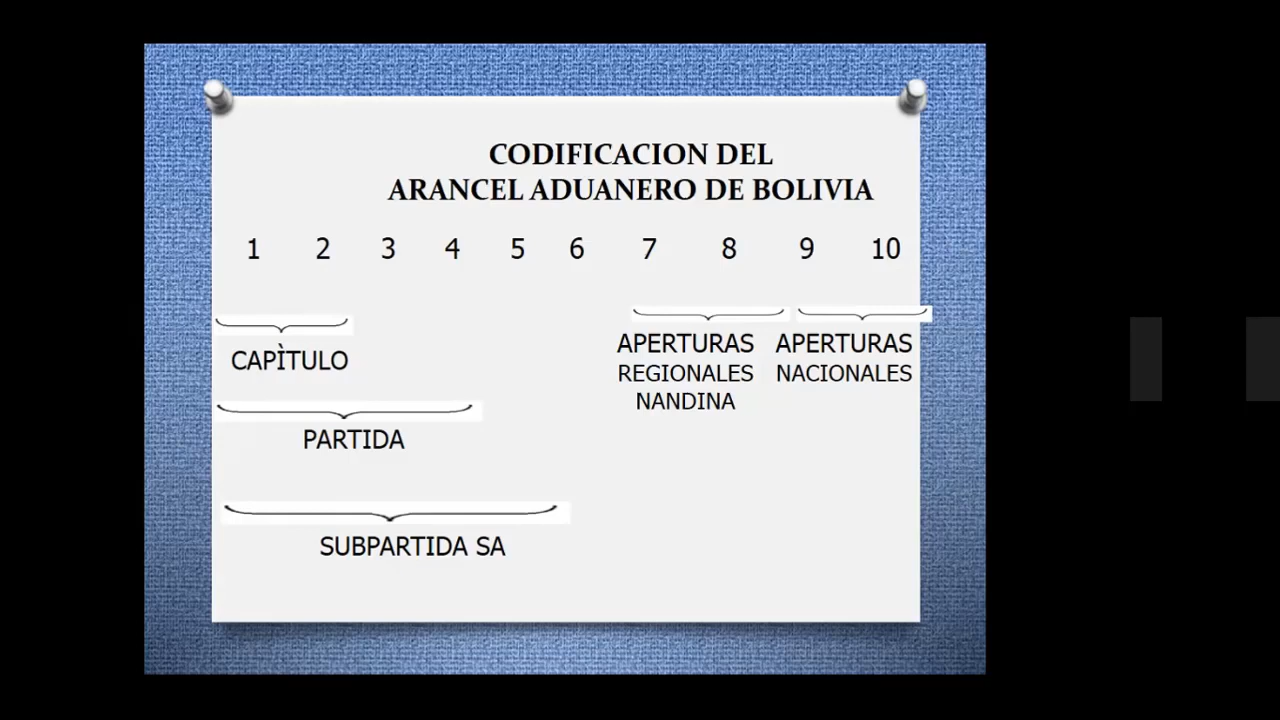 CODIFICACION DEL
ARANCEL ADUANERO DE BOLIVIA
1 2 3 4 5 6 7 8 9 10
CAPÌTULO
PARTIDA
SUBPARTIDA SA
APERTURAS
REGIONALES
NANDINA
APERTURAS
NACIONALES